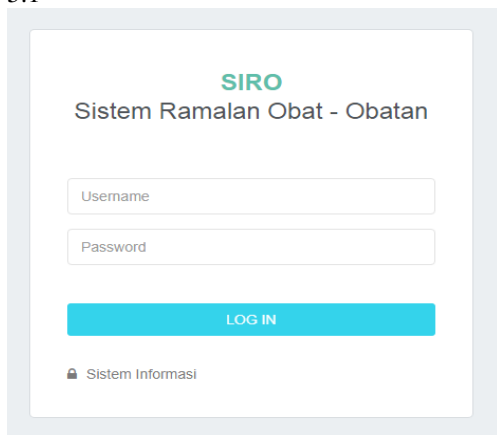 SIRO
Sistem Ramalan Obat - Obatan
Username
Password
LOG IN
Sistem Informasi